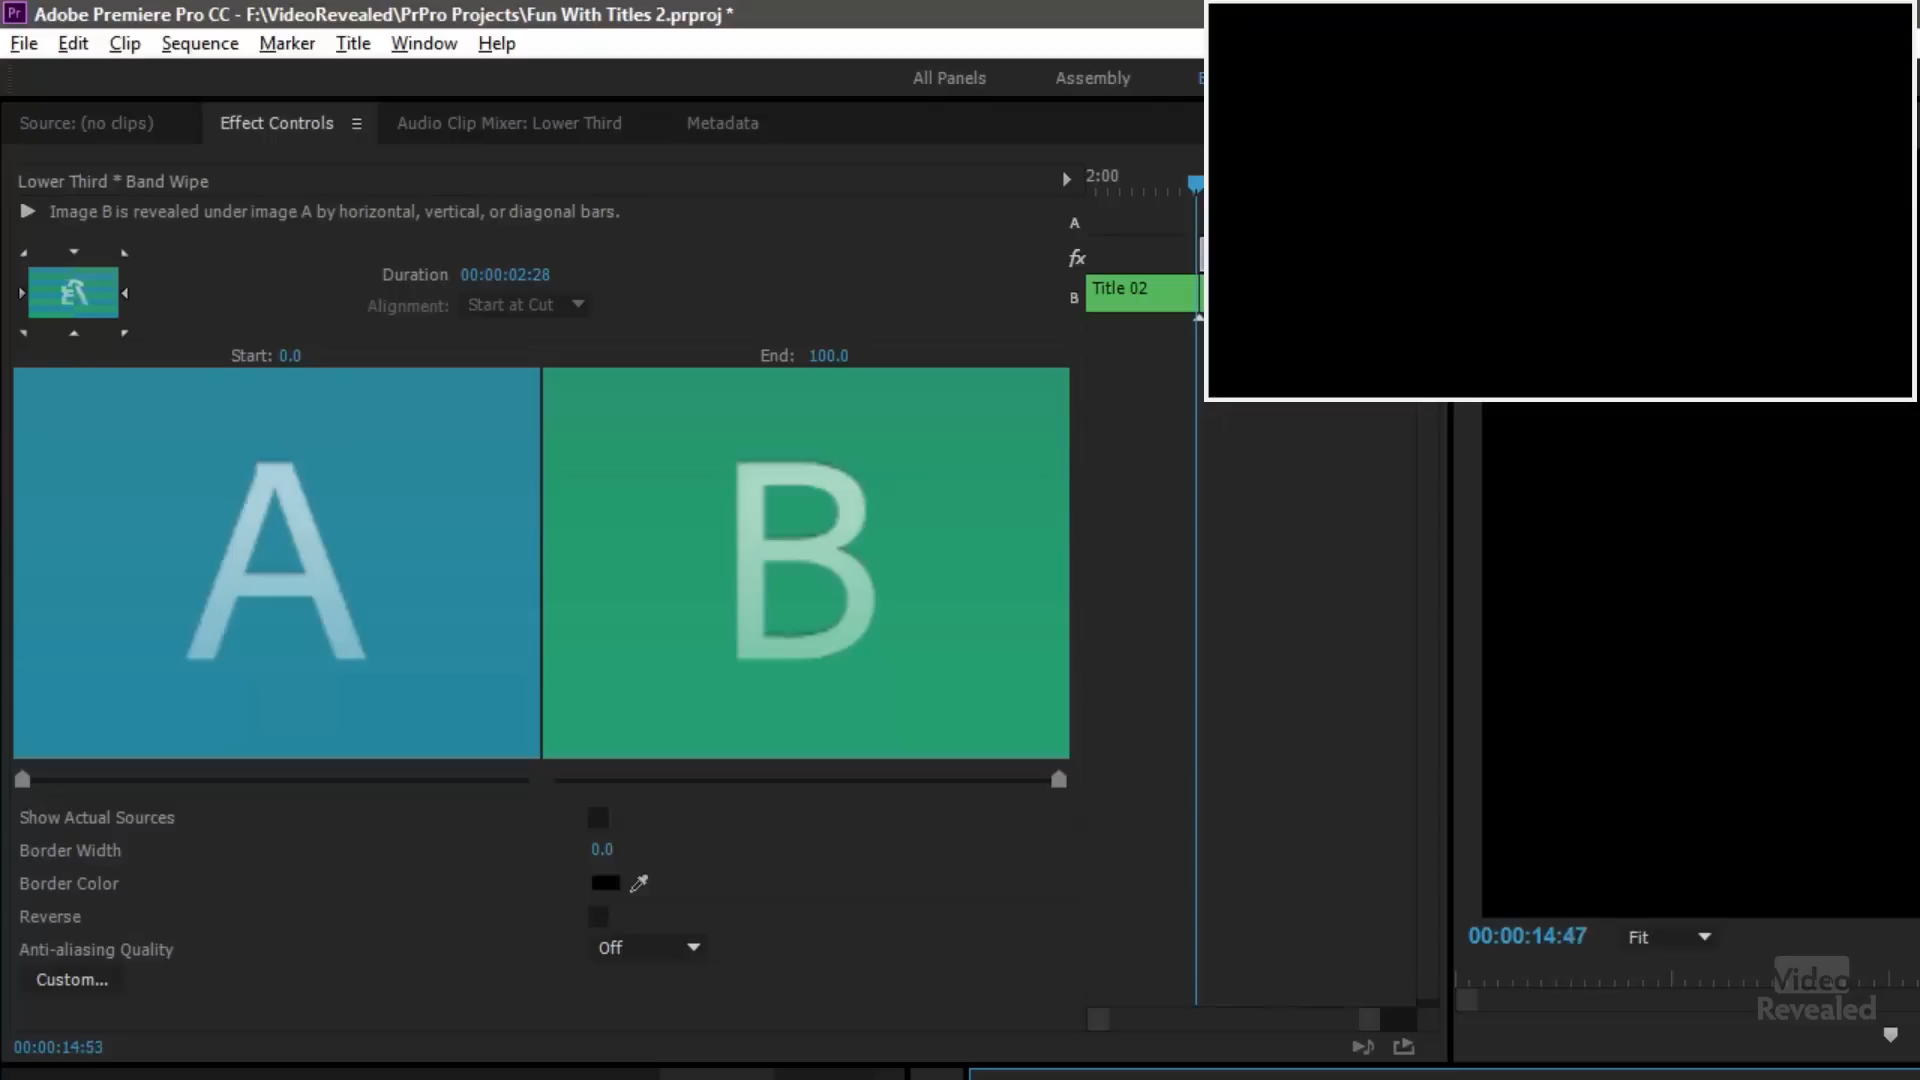 Pr Adobe Premiere Pro CC - F:\VideoRevealed\PrPro Projects\Fun With Titles 2.prproj *
File Edit Clip Sequence Marker Title Window Help
All Panels Assembly
Source: (no clips) Effect Controls Audio Clip Mixer: Lower Third Metadata
Lower Third * Band Wipe
2:00
Image B is revealed under image A by horizontal, vertical, or diagonal bars.
A
fx
Duration 00:00:02:28
B Title 02
Alignment: Start at Cut
Start: 0.0 End: 100.0
A B
Show Actual Sources
Border Width 0.0
Border Color
Reverse
Anti-aliasing Quality Off
Custom...
00:00:14:47 Fit
Video
Revealed
00:00:14:53